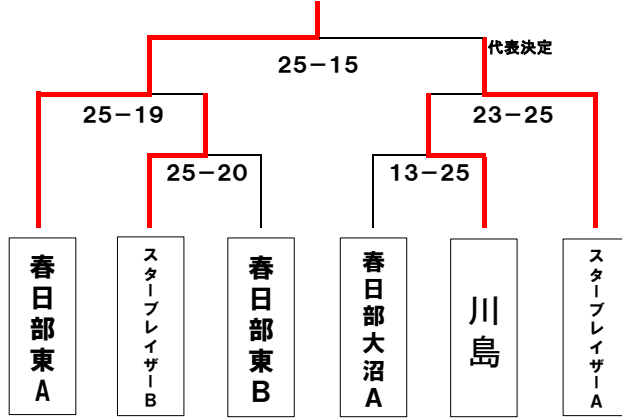 代表決定
25－15
25－19
23－25
25－20
13－25
春日部東A
スターブレイザーB
春日部東B
春日部大沼A
川島
スターブレイザーA